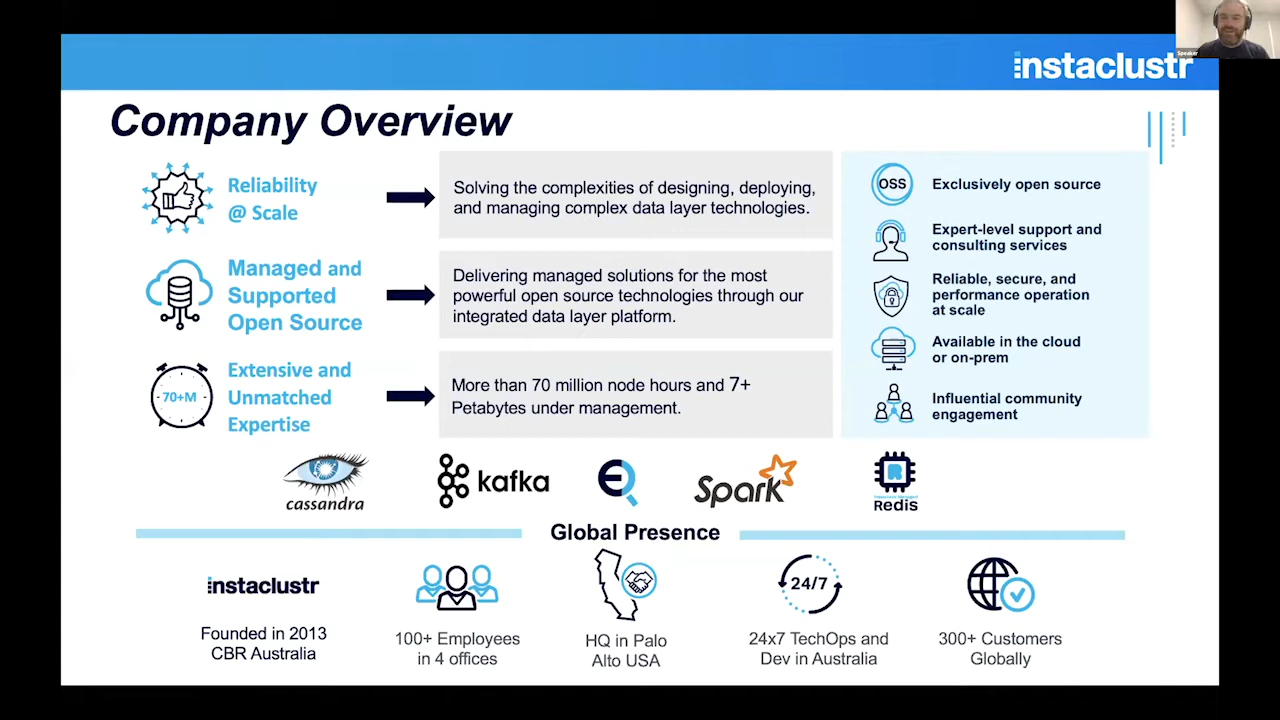 Speaker
instaclustr
Company Overview
Reliability
@ Scale
Solving the complexities of designing, deploying,
and managing complex data layer technologies.
Managed and
Supported
Open Source
Delivering managed solutions for the most
powerful open source technologies through our
integrated data layer platform.
70+M
Extensive and
Unmatched
Expertise
More than 70 million node hours and 7+
Petabytes under management.
OSS
Exclusively open source
Expert-level support and
consulting services
Reliable, secure, and
performance operation
at scale
Available in the cloud
or on-prem
Influential community
engagement
cassandra
kafka
Spark
R
Redis
Global Presence
instaclustr
Founded in 2013
CBR Australia
100+ Employees
in 4 offices
HQ in Palo
Alto USA
24/7
24x7 TechOps and
Dev in Australia
300+ Customers
Globally